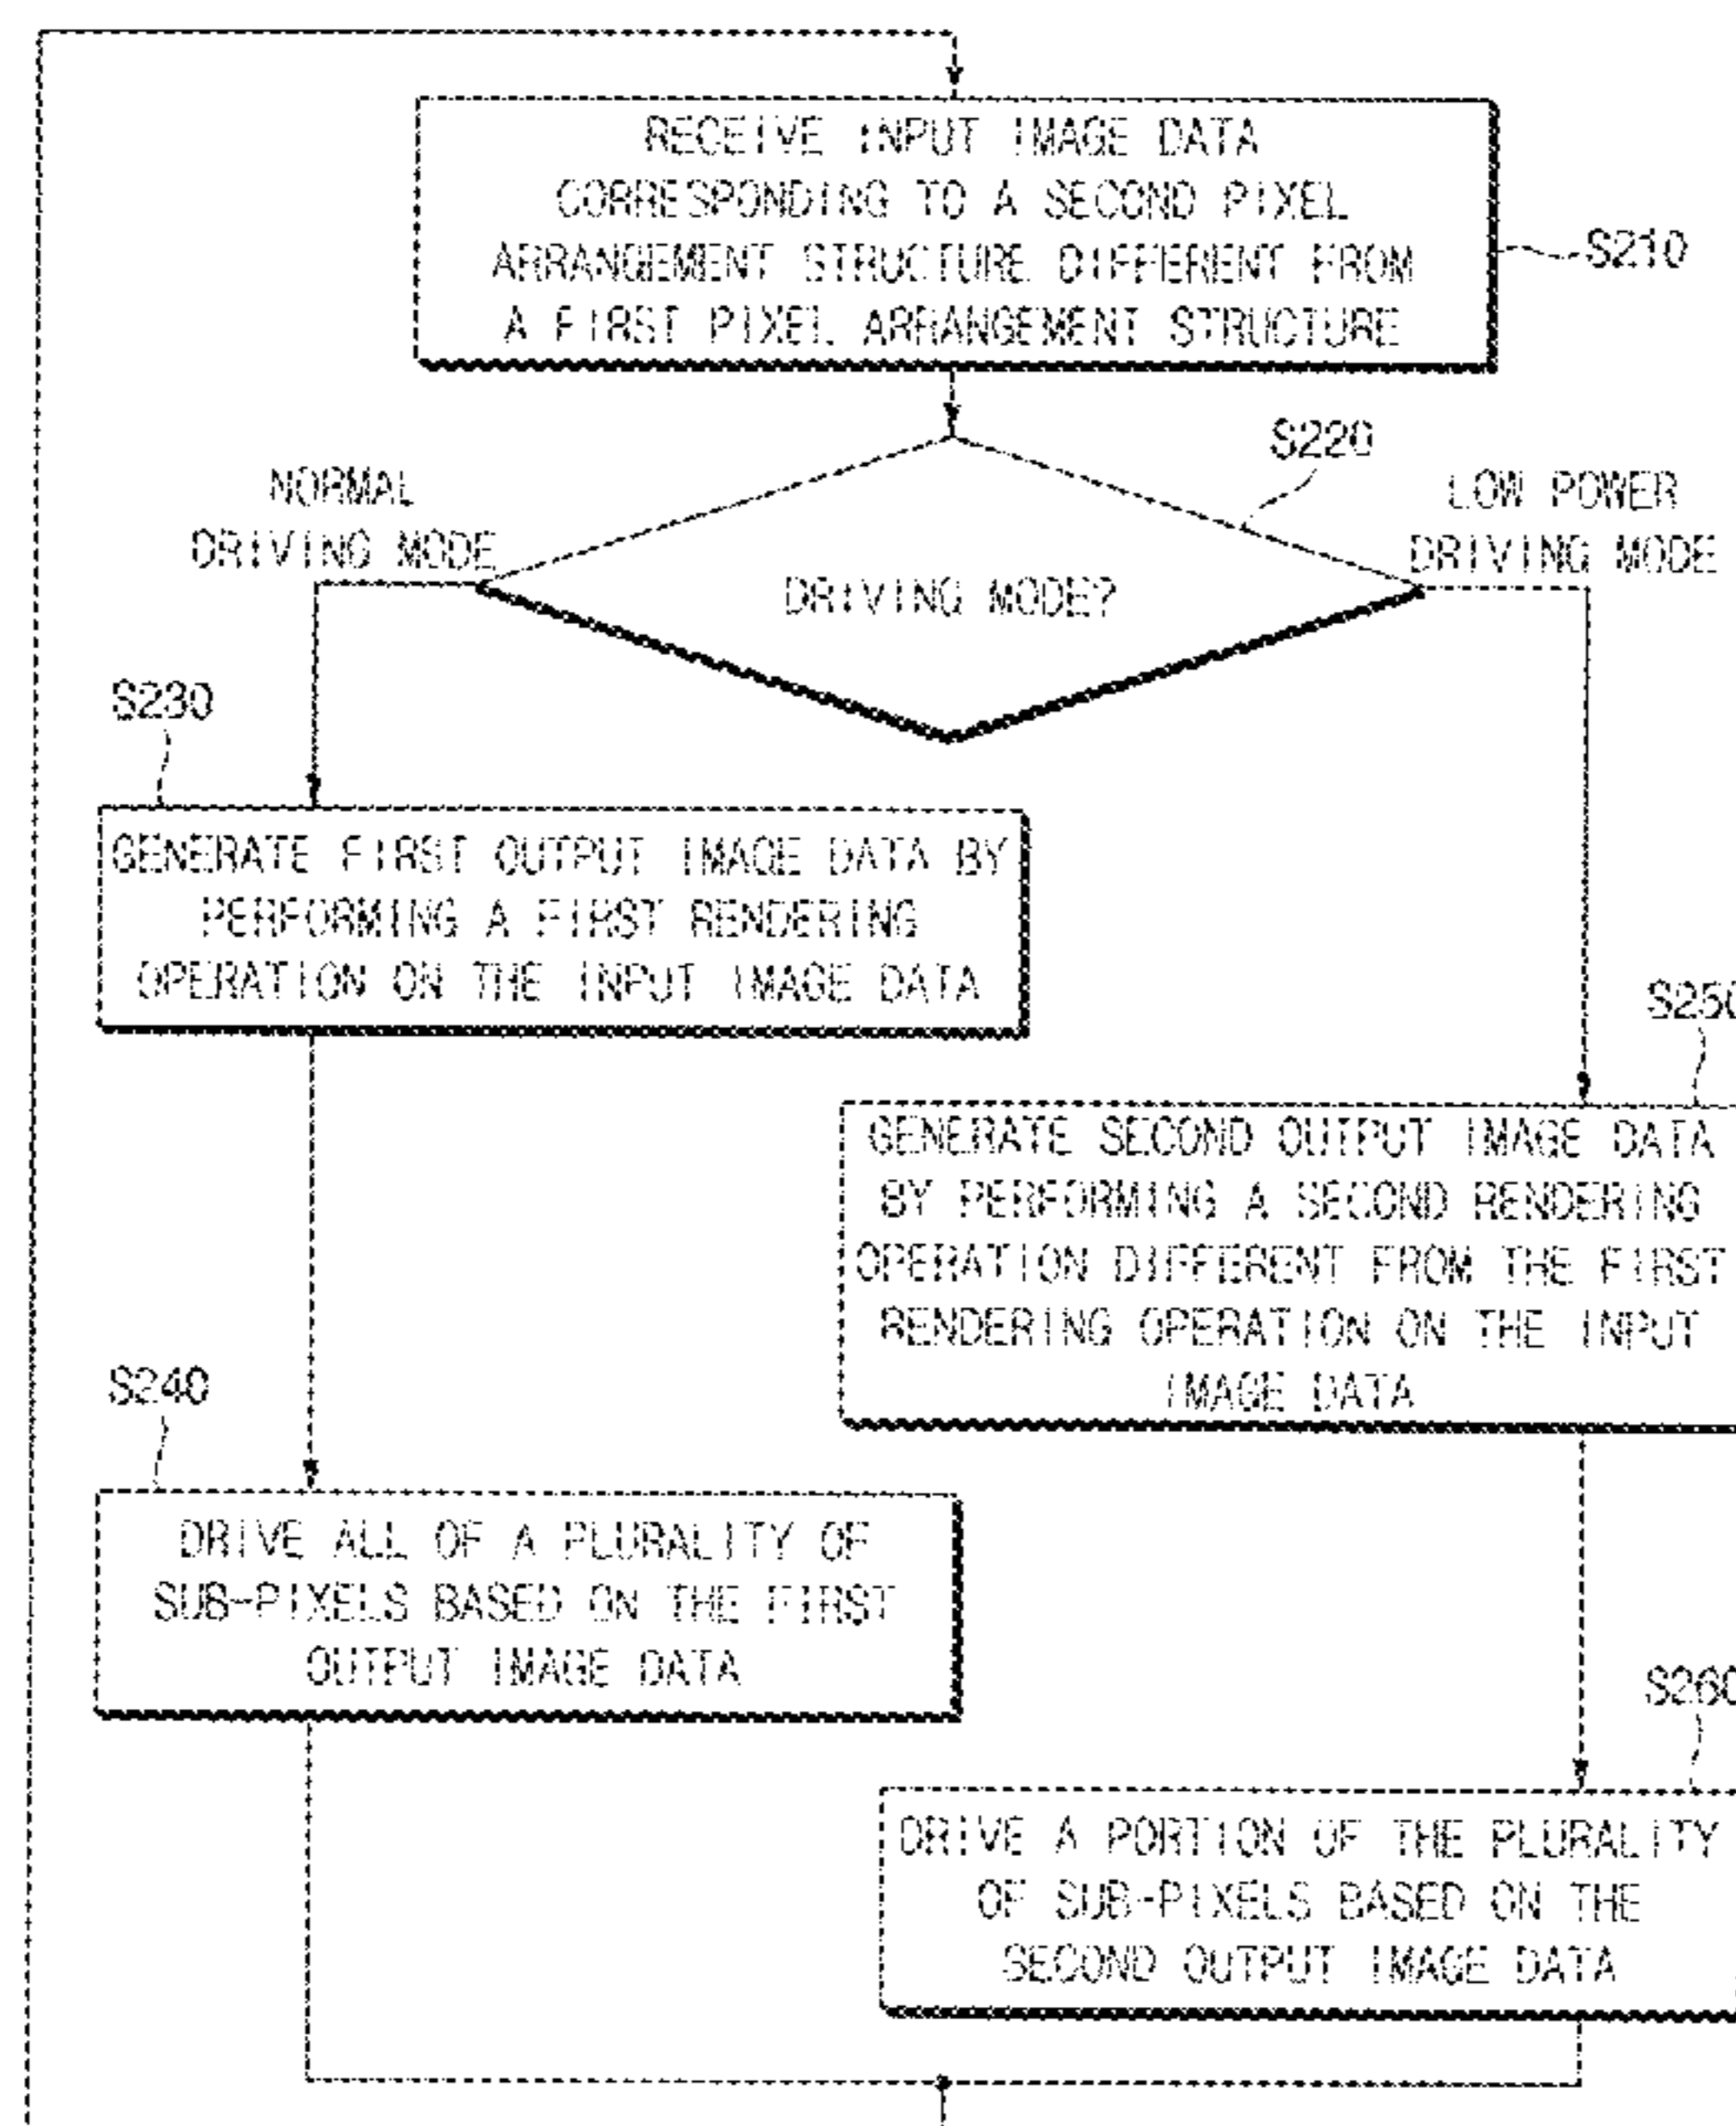 RECEIVE INPUT IMAGE DATA
CORRESPONDING TO A SECOND PIXEL
ARRANGEMENT STRUCTURE DIFFERENT FROM
A FIRST PIXEL ARRANGEMENT STRUCTURE
S210
S220
NORMAL
DRIVING MODE
LOW POWER
DRIVING MODE
DRIVING MODE?
S230
GENERATE FIRST OUTPUT IMAGE DATA BY
PERFORMING A FIRST RENDERING
OPERATION ON THE INPUT IMAGE DATA
S250
GENERATE SECOND OUTPUT IMAGE DATA
BY PERFORMING A SECOND RENDERING
OPERATION DIFFERENT FROM THE FIRST
RENDERING OPERATION ON THE INPUT
IMAGE DATA
S240
DRIVE ALL OF A PLURALITY OF
SUB-PIXELS BASED ON THE FIRST
OUTPUT IMAGE DATA
S260
DRIVE A PORTION OF THE PLURALITY
OF SUB-PIXELS BASED ON THE
SECOND OUTPUT IMAGE DATA